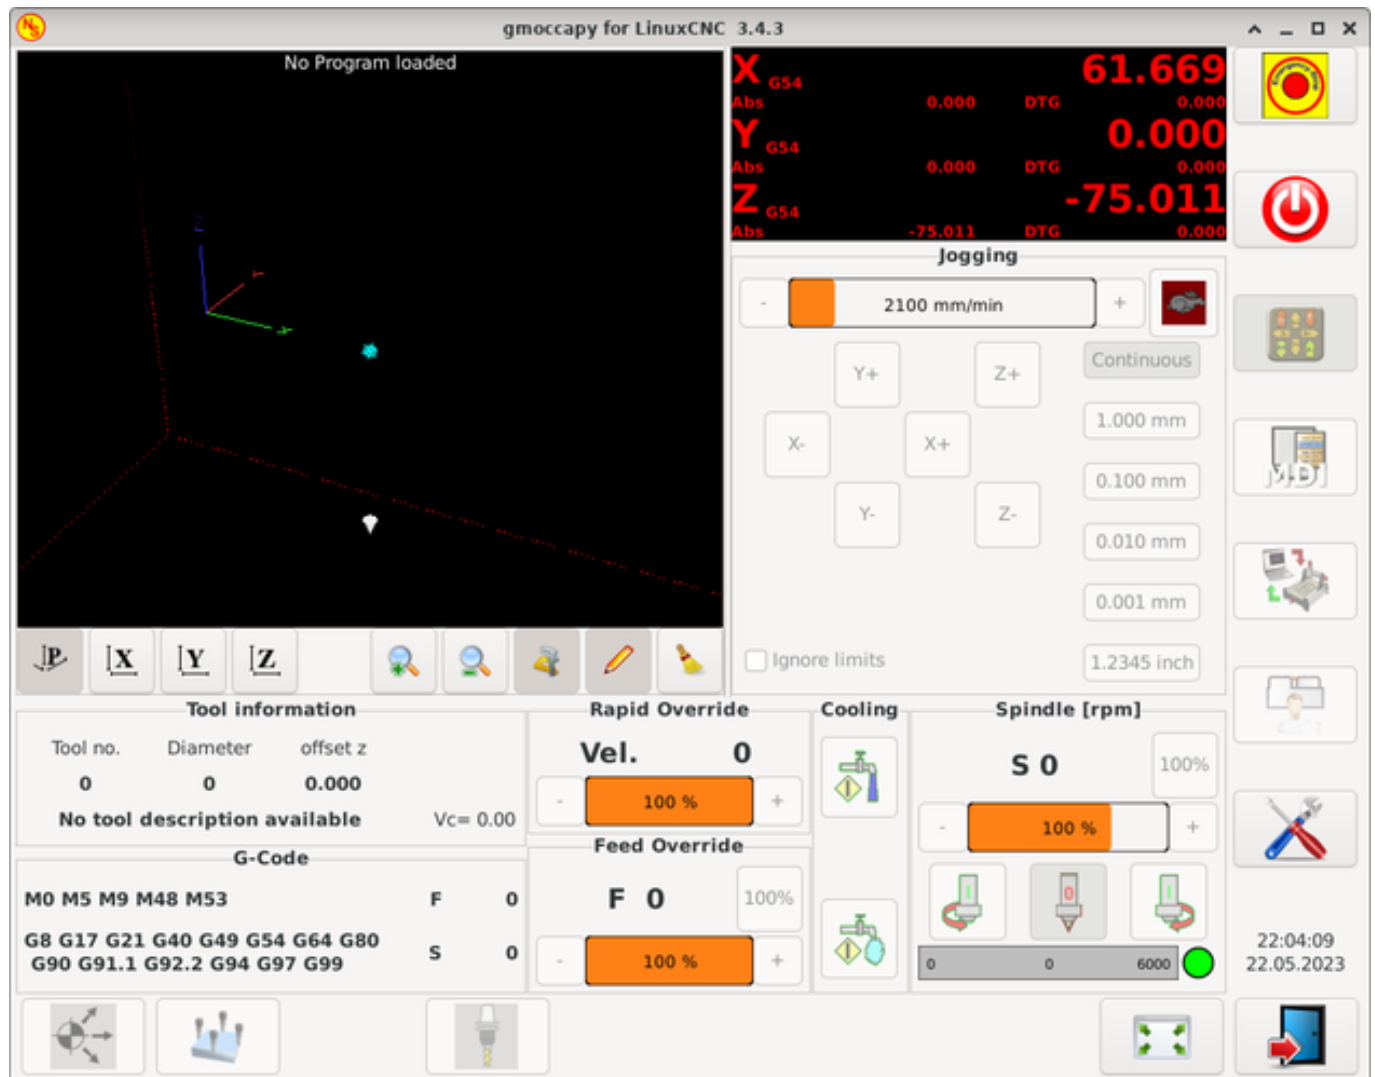 gmoccapy for LinuxCNC 3.4.3
No Program loaded
X G54 61.669
Abs 0.000 DTG 0.000
Y G54 0.000
Abs 0.000 DTG 0.000
Z G54 -75.011
Abs -75.011 DTG 0.000
Jogging
- 2100 mm/min +
Y+ Z+ Continuous
1.000 mm
X- X+
0.100 mm
Y- Z-
0.010 mm
0.001 mm
Ignore limits 1.2345 inch
MDI
P X Y Z
Tool information
Tool no. Diameter offset z
0 0 0.000
No tool description available Vc= 0.00
G-Code
M0 M5 M9 M48 M53 F 0
G8 G17 G21 G40 G49 G54 G64 G80
G90 G91.1 G92.2 G94 G97 G99 S 0
Rapid Override
Vel. 0
- 100 % +
Feed Override
F 0 100%
- 100 % +
Cooling
Spindle [rpm]
S 0 100%
- 100 % +
I 0 I
0 0 6000
22:04:09
22.05.2023